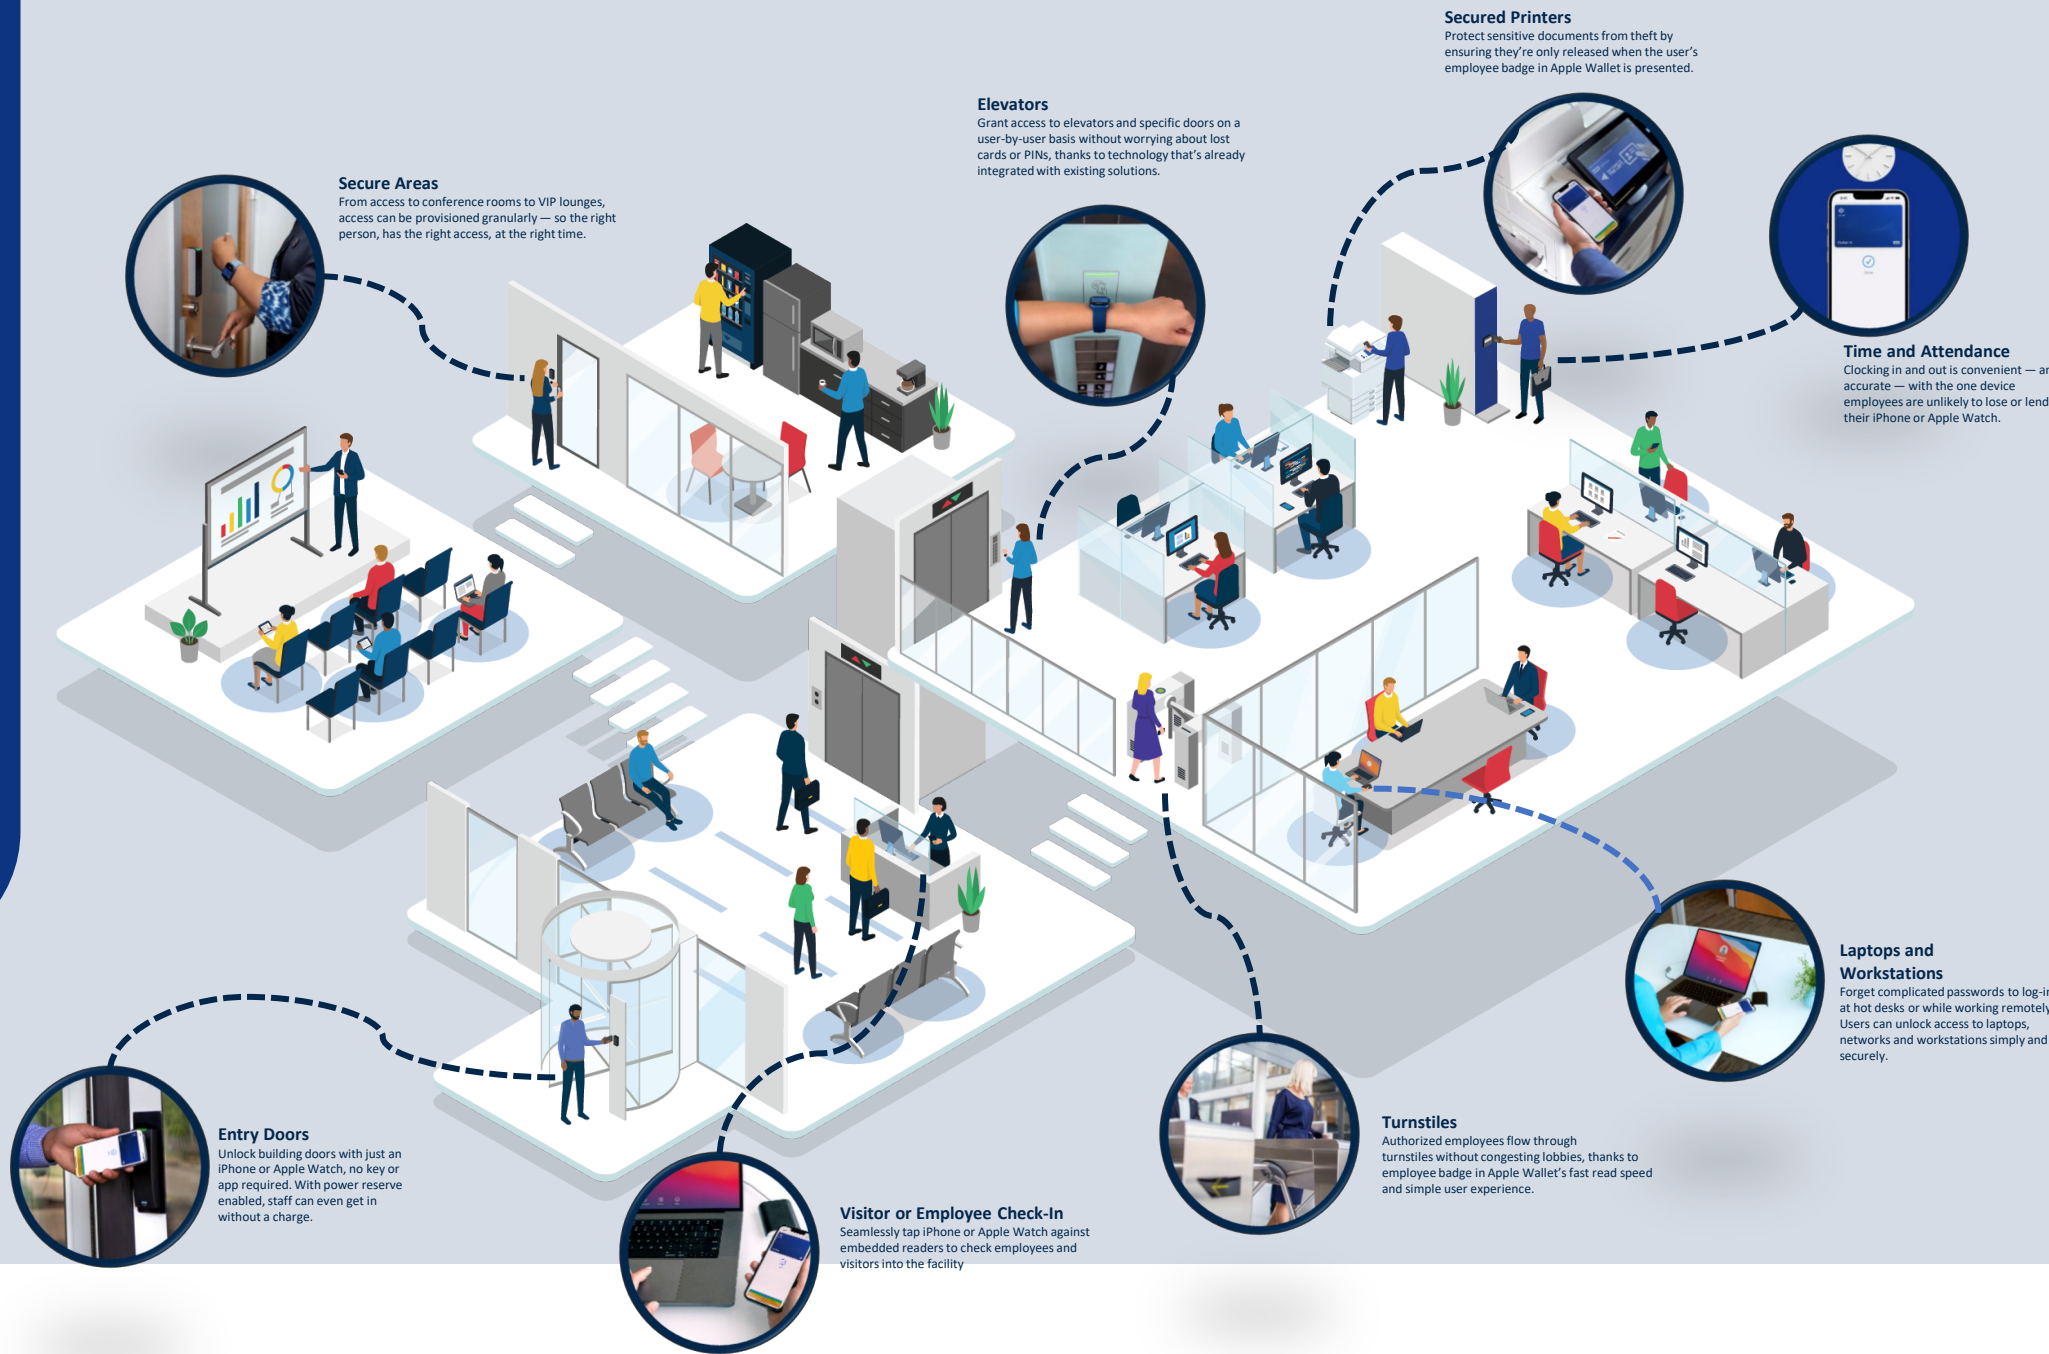 Secured Printers
Protect sensitive documents from theft by
ensuring they're only released when the user's
employee badge in Apple Wallet is presented.
Elevators
Grant access to elevators and specific doors on a
user-by-user basis without worrying about lost
cards or PINs, thanks to technology that's already
integrated with existing solutions.
Secure Areas
From access to conference rooms to VIP lounges,
access can be provisioned granularly — so the right
person, has the right access, at the right time.
Time and Attendance
Clocking in and out is convenient —
accurate — with the one device
employees are unlikely to lose or lend
their iPhone or Apple Watch.
Laptops and
Workstations
Forget complicated passwords to log-in
at hot desks or while working remotely
Users can unlock access to laptops,
networks and workstations simply and
securely.
Entry Doors
Unlock building doors with just an
iPhone or Apple Watch, no key or
app required. With power reserve
enabled, staff can even get in
without a charge.
Turnstiles
Authorized employees flow through
turnstiles without congesting lobbies, thanks to
employee badge in Apple Wallet's fast read speed
and simple user experience.
Visitor or Employee Check-In
Seamlessly tap iPhone or Apple Watch against
embedded readers to check employees and
visitors into the facility